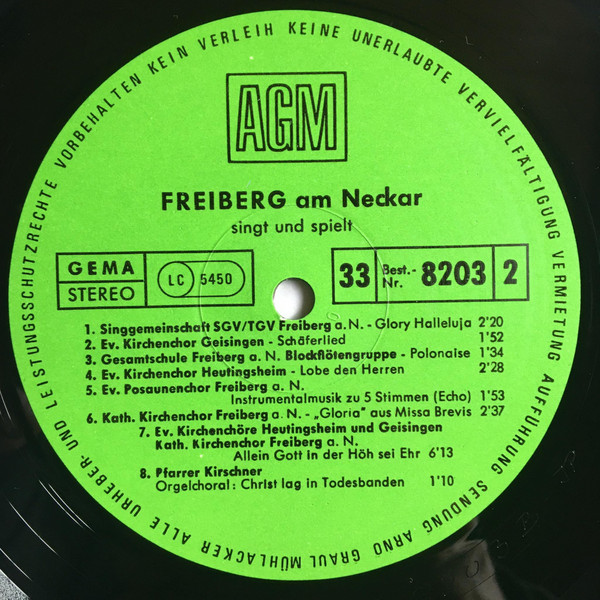 AGM
FREIBERG am Neckar
singt und spielt
GEMA
STEREO
LC 5450
33 Best.-Nr. 8203 2
1. Singgemeinschaft SGV/TGV Freiberg a.N. - Glory Halleluja 2'20
2. Ev. Kirchenchor Geisingen - Schäferlied 1'52
3. Gesamtschule Freiberg a. N. Blockflötengruppe - Polonaise 1'34
4. Ev. Kirchenchor Heutingsheim - Lobe den Herren 2'28
5. Ev. Posaunenchor Freiberg a. N.
Instrumentalmusik zu 5 Stimmen (Echo) 1'53
6. Kath. Kirchenchor Freiberg a. N. - „Gloria" aus Missa Brevis 2'37
7. Ev. Kirchenchöre Heutingsheim und Geisingen
Kath. Kirchenchor Freiberg a. N.
Allein Gott in der Höh sei Ehr 6'13
8. Pfarrer Kirschner
Orgelchoral: Christ lag in Todesbanden 1'10
ALLE URHEBER- UND LEISTUNGSSCHUTZRECHTE VORBEHALTEN KEIN VERLEIH KEINE UNERLAUBTE VERVIELFÄLTIGUNG VERMIETUNG AUFFÜHRUNG SENDUNG ARNO GRAUL MÜHLACKER